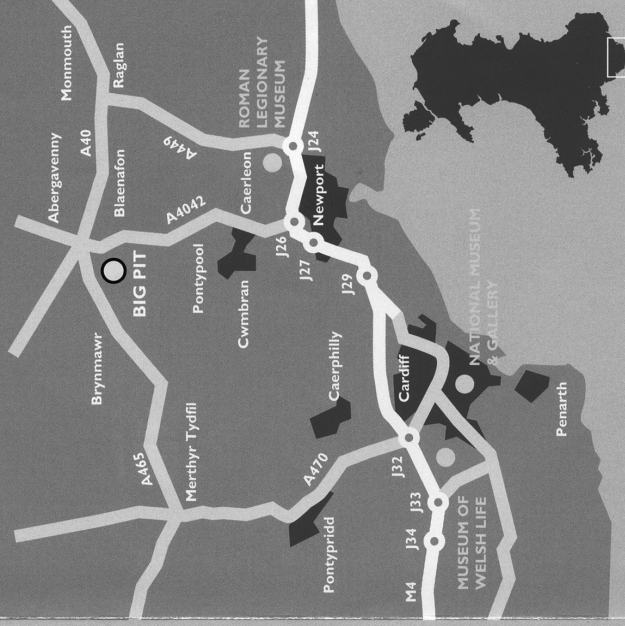 Monmouth
Raglan
Abergavenny
A40
Blaenafon
A449
ROMAN
LEGIONARY
MUSEUM
Caerleon
J24
A4042
Newport
J26
J27
BIG PIT
Pontypool
Cwmbran
J29
NATIONAL MUSEUM
& GALLERY
Brynmawr
Caerphilly
Cardiff
Penarth
A465
Merthyr Tydfil
A470
J32
Pontypridd
J33
J34
MUSEUM OF
WELSH LIFE
M4